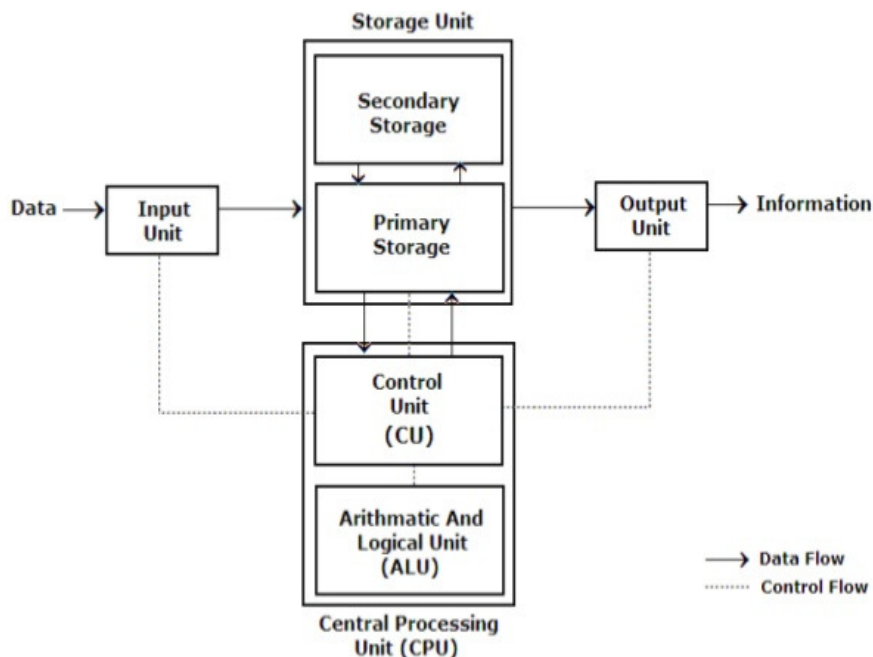 Storage Unit
Secondary
Storage
Data
Input
Unit
Primary
Storage
Output
Unit
Information
Control
Unit
(CU)
Arithmatic And
Logical Unit
(ALU)
Data Flow
Control Flow
Central Processing
Unit (CPU)